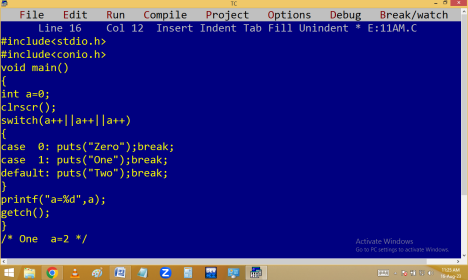 TC
File Edit Run Compile Project Options Debug Break/watch
Line 16 Col 12 Insert Indent Tab Fill Unindent * E:11AM.C
#include<stdio.h>
#include<conio.h>
void main()
{
int a=0;
clrscr();
switch(a++||a++||a++)
{
case 0: puts("Zero");break;
case 1: puts("One");break;
default: puts("Two");break;
}
printf("a=%d",a);
getch();
}
/* One a=2 */
Activate Windows
Go to PC settings to activate Windows.